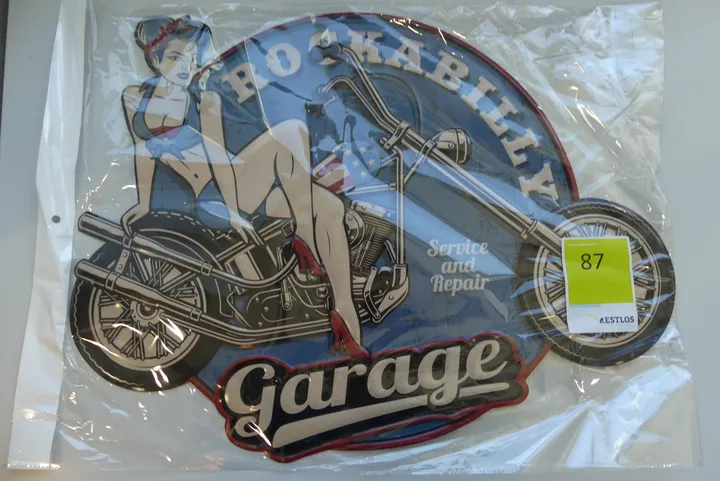 ROCKABILLY
Service
and
Repair
87
RESTLOS
Garage